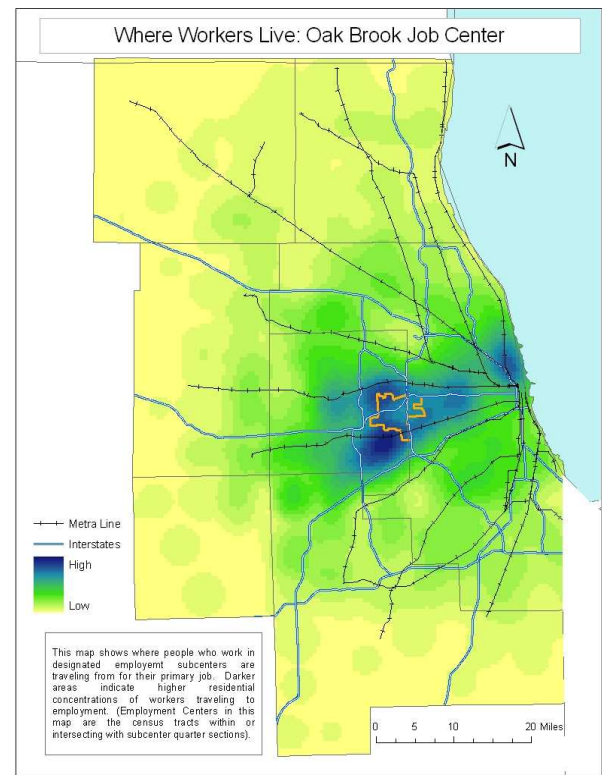 Where Workers Live: Oak Brook Job Center
N
Metra Line
Interstates
High
Low
This map shows where people who work in
designated employemt subcenters are
traveling from for their primary job. Darker
areas indicate higher residential
concentrations of workers traveling to
employment. (Employment Centers in this
map are the census tracts within or
intersecting with subcenter quarter sections).
0 5 10 20 Miles